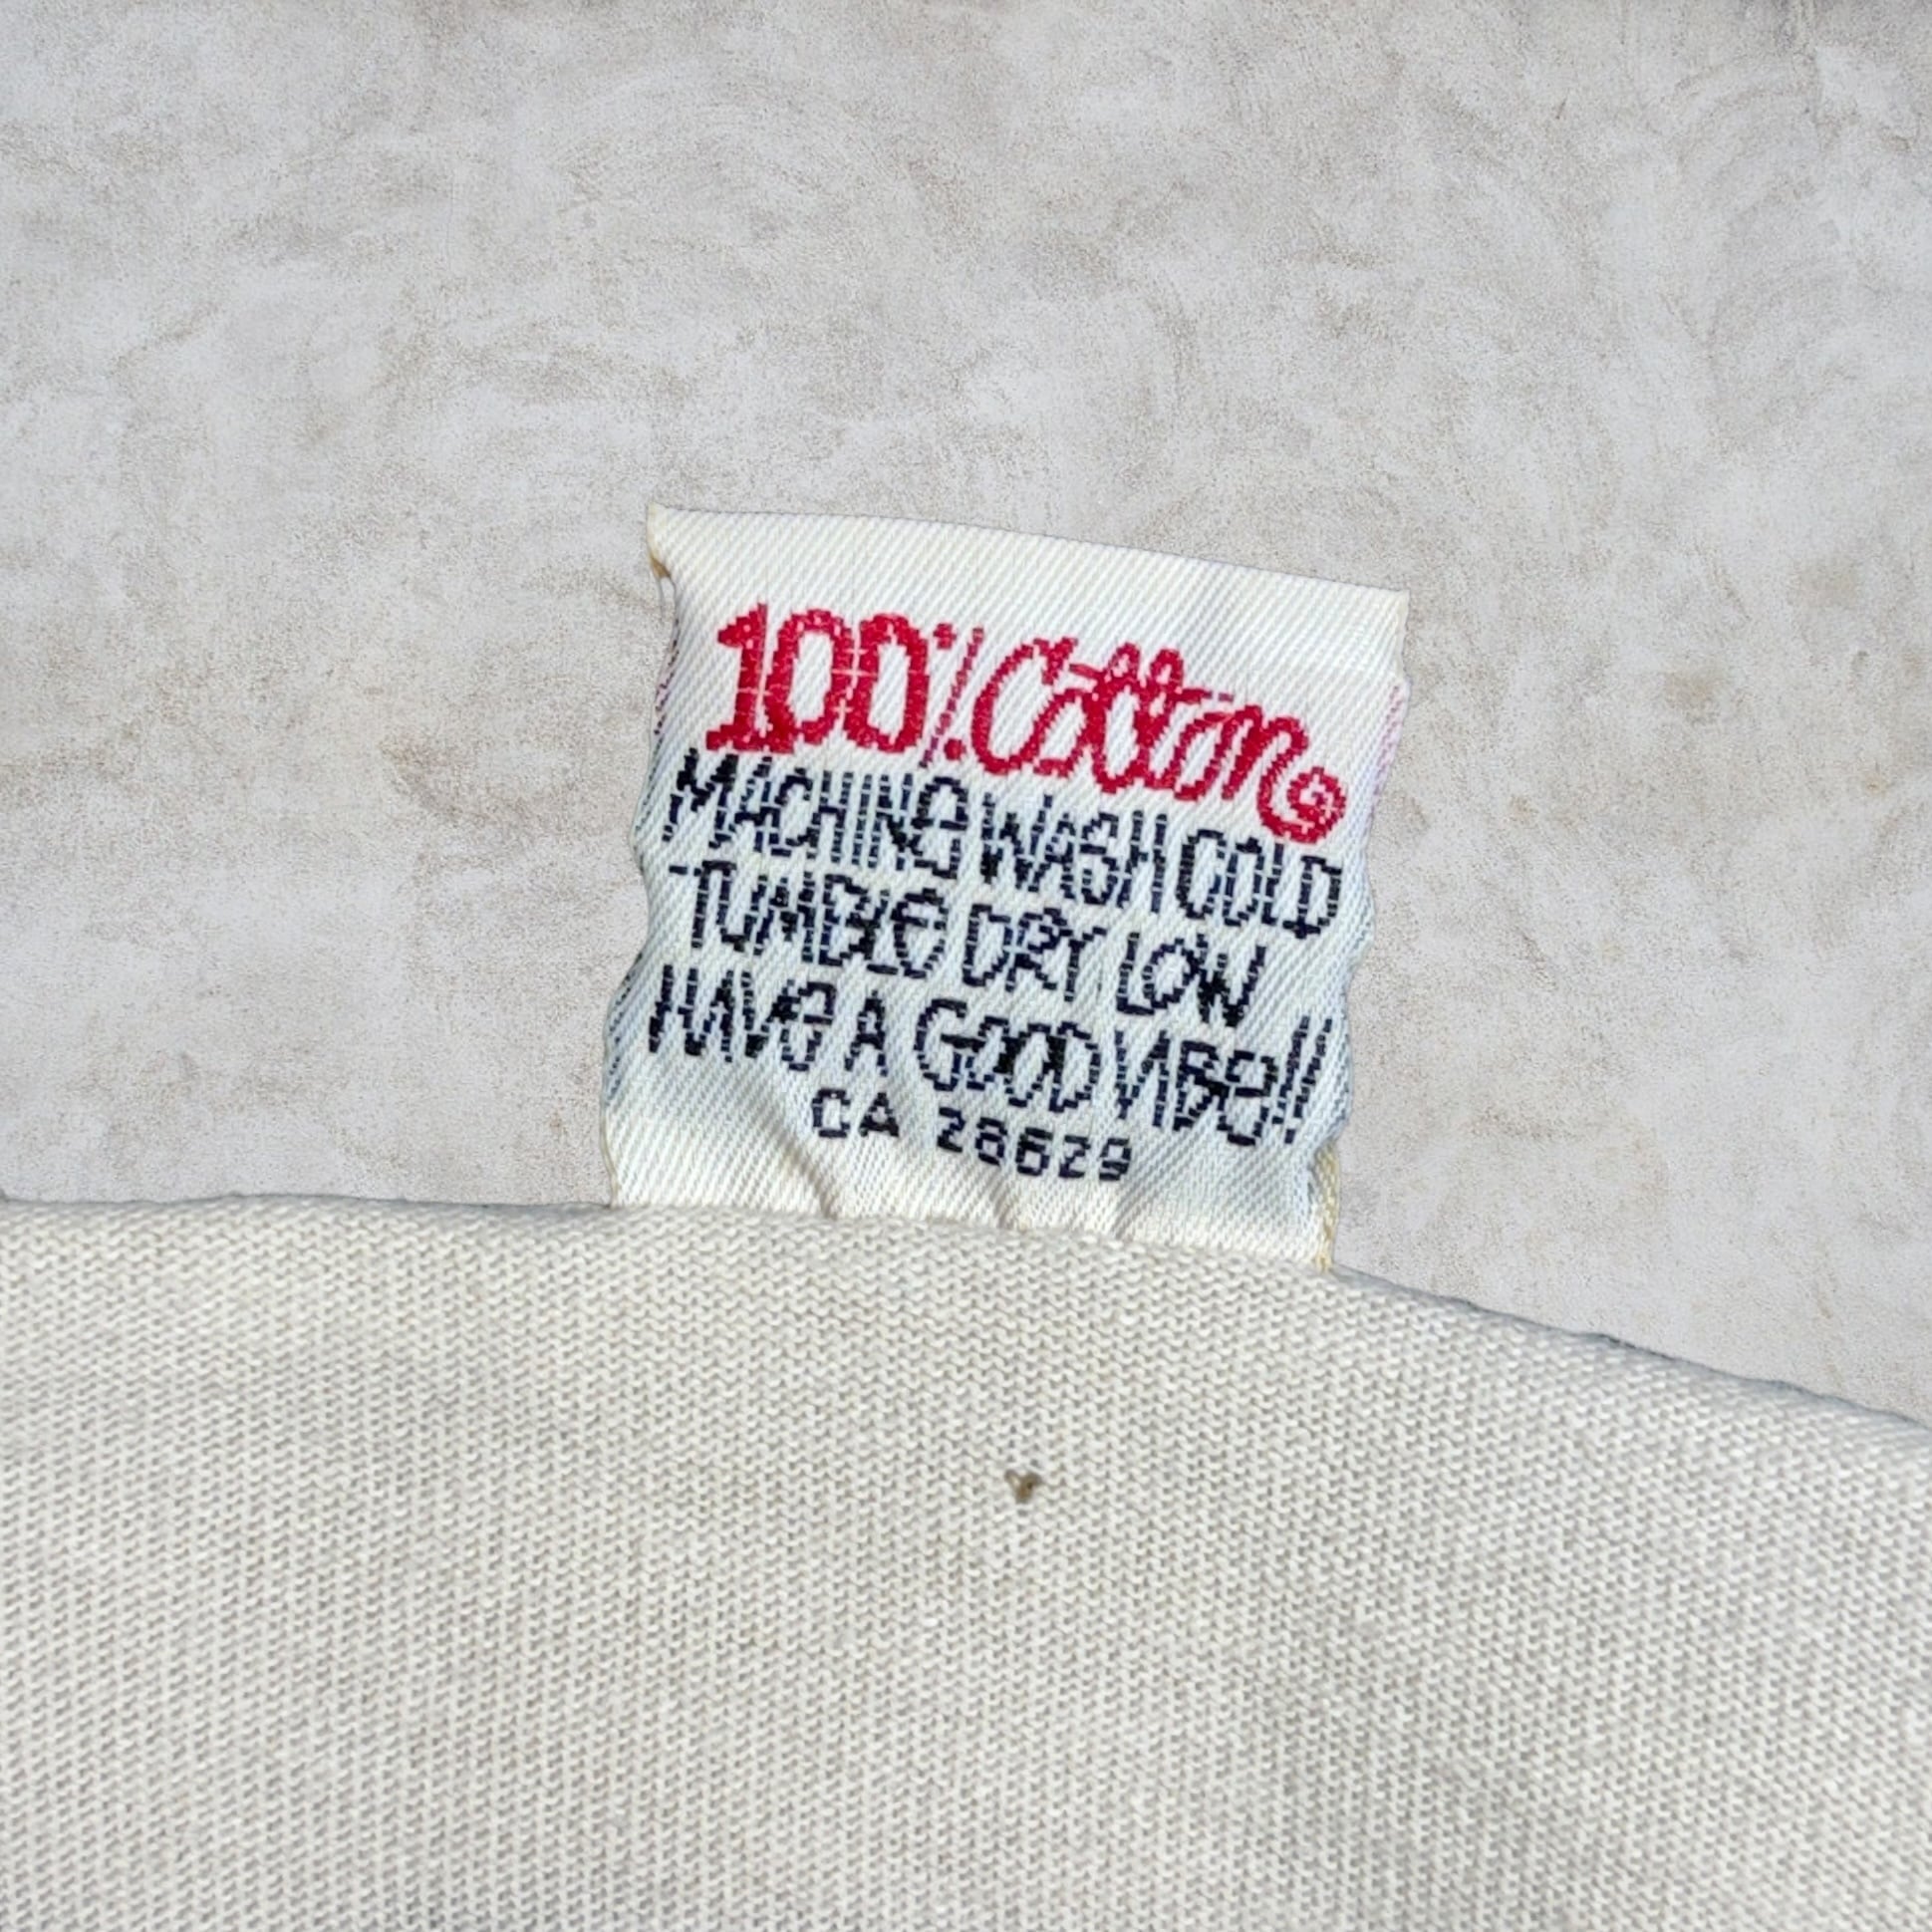 100% Cotton
MACHINE WASH COLD
TUMBLE DRY LOW
HAVE A GOOD VIBE!!
CA 28629